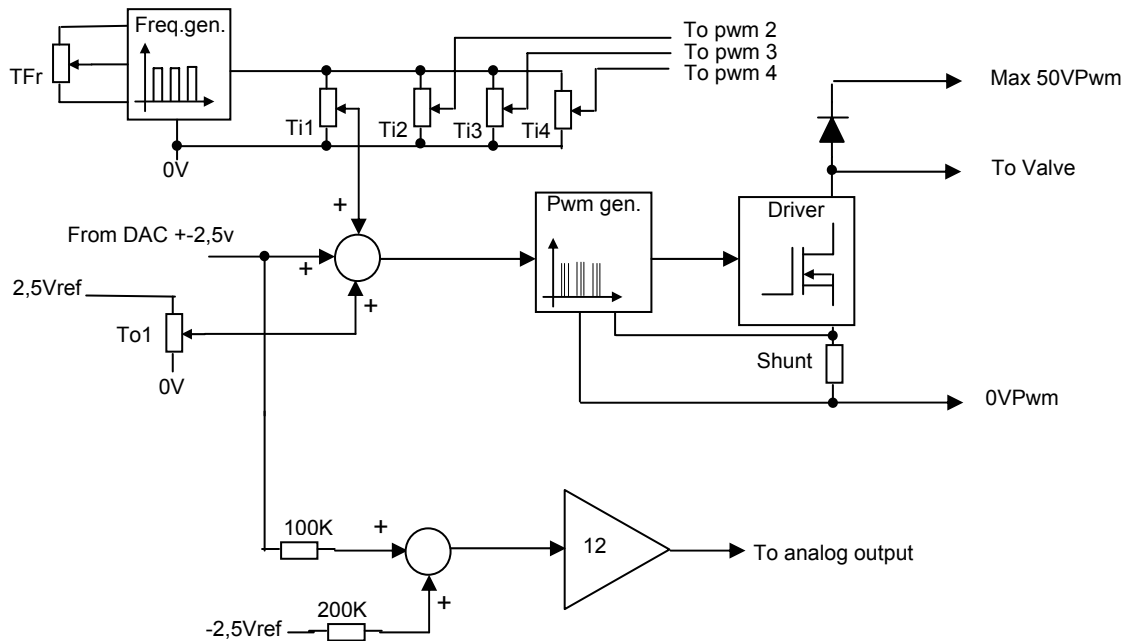 Freq.gen.
To pwm 2
To pwm 3
To pwm 4
TFr
Max 50VPwm
Ti1
Ti2
Ti3
Ti4
0V
To Valve
+
Pwm gen.
Driver
From DAC +-2,5v
+
2,5Vref
+
To1
Shunt
0V
0VPwm
100K
+
12
To analog output
+
200K
-2,5Vref